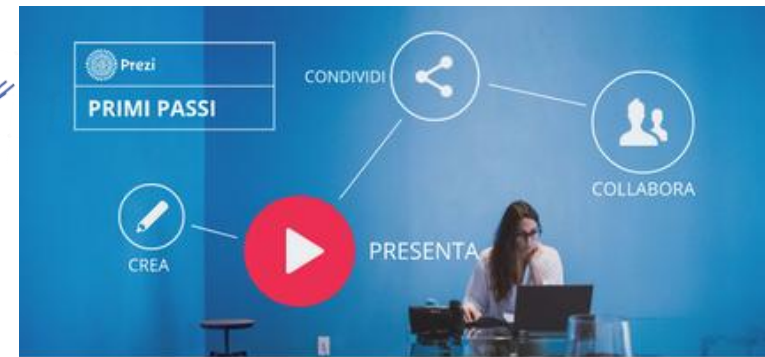 Prezi
PRIMI PASSI
CONDIVIDI
COLLABORA
CREA
PRESENTA